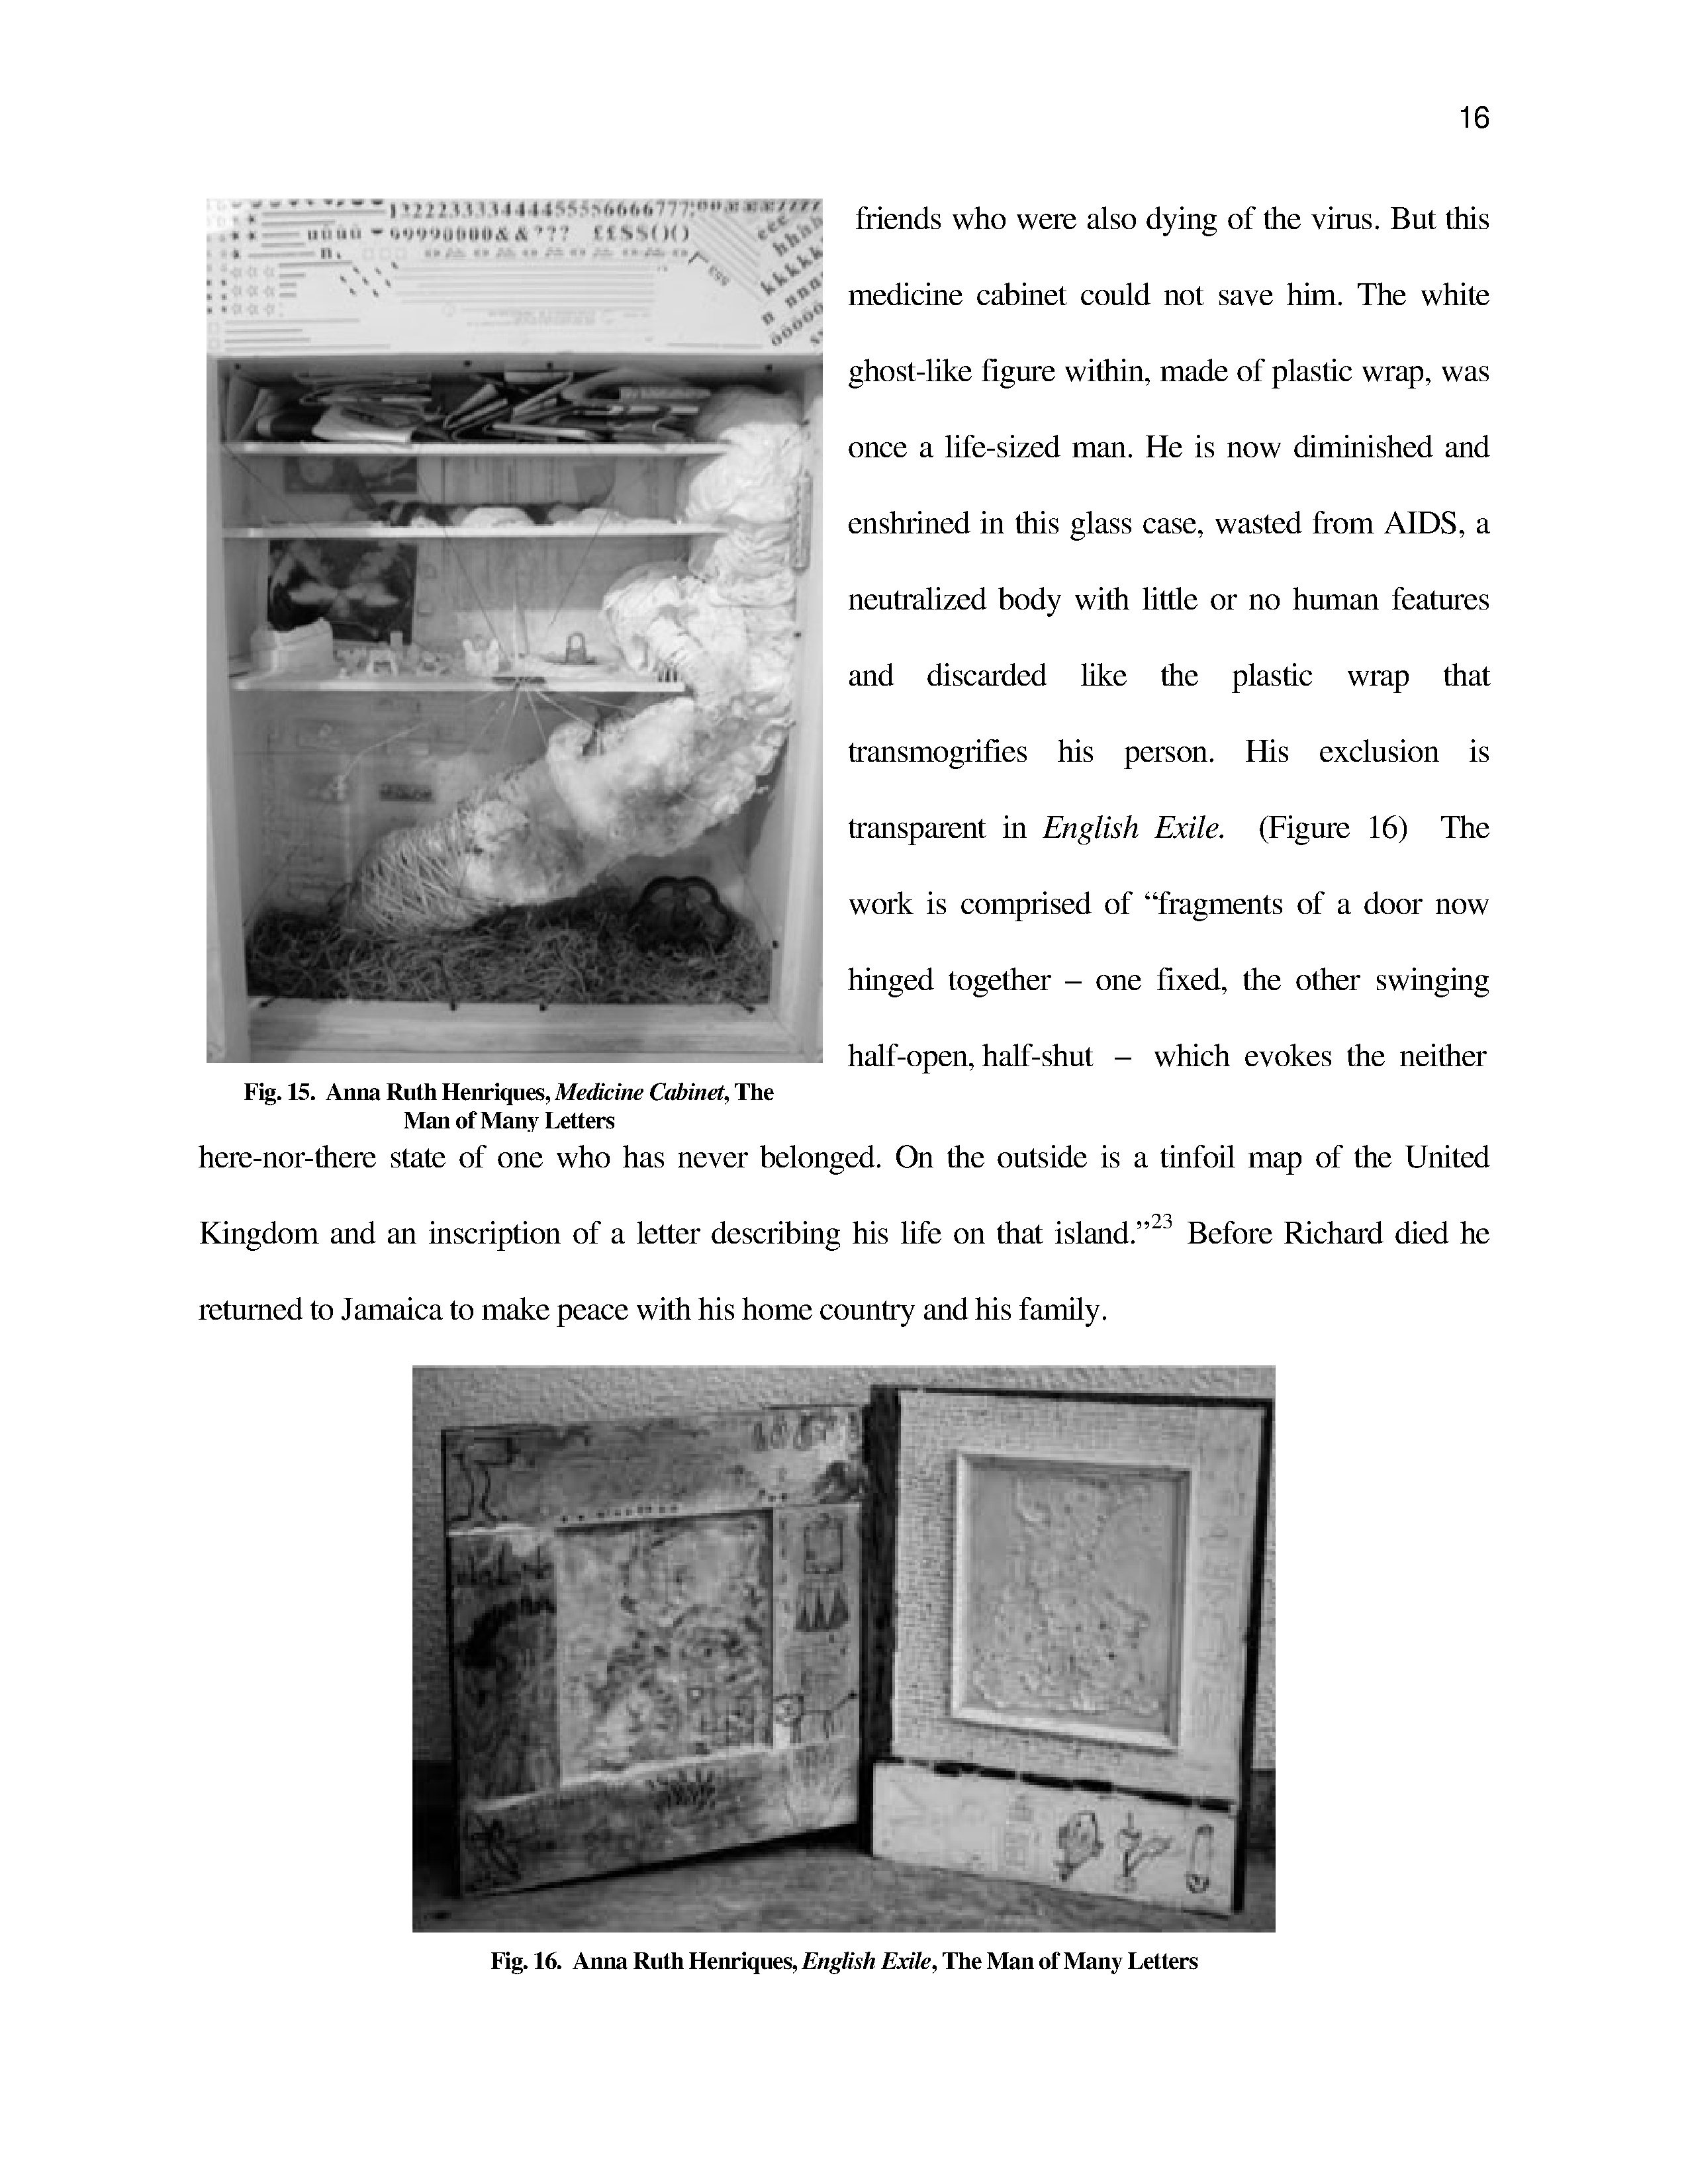 16
1222233334444555566667777
99990000&&??? ££$$()()
friends who were also dying of the virus. But this
medicine cabinet could not save him. The white
ghost-like figure within, made of plastic wrap, was
once a life-sized man. He is now diminished and
enshrined in this glass case, wasted from AIDS, a
neutralized body with little or no human features
and discarded like the plastic wrap that
transmogrifies his person. His exclusion is
transparent in English Exile. (Figure 16) The
work is comprised of “fragments of a door now
hinged together – one fixed, the other swinging
half-open, half-shut – which evokes the neither
Fig. 15. Anna Ruth Henriques, Medicine Cabinet, The
Man of Many Letters
here-nor-there state of one who has never belonged. On the outside is a tinfoil map of the United
Kingdom and an inscription of a letter describing his life on that island.”23 Before Richard died he
returned to Jamaica to make peace with his home country and his family.
Fig. 16. Anna Ruth Henriques, English Exile, The Man of Many Letters